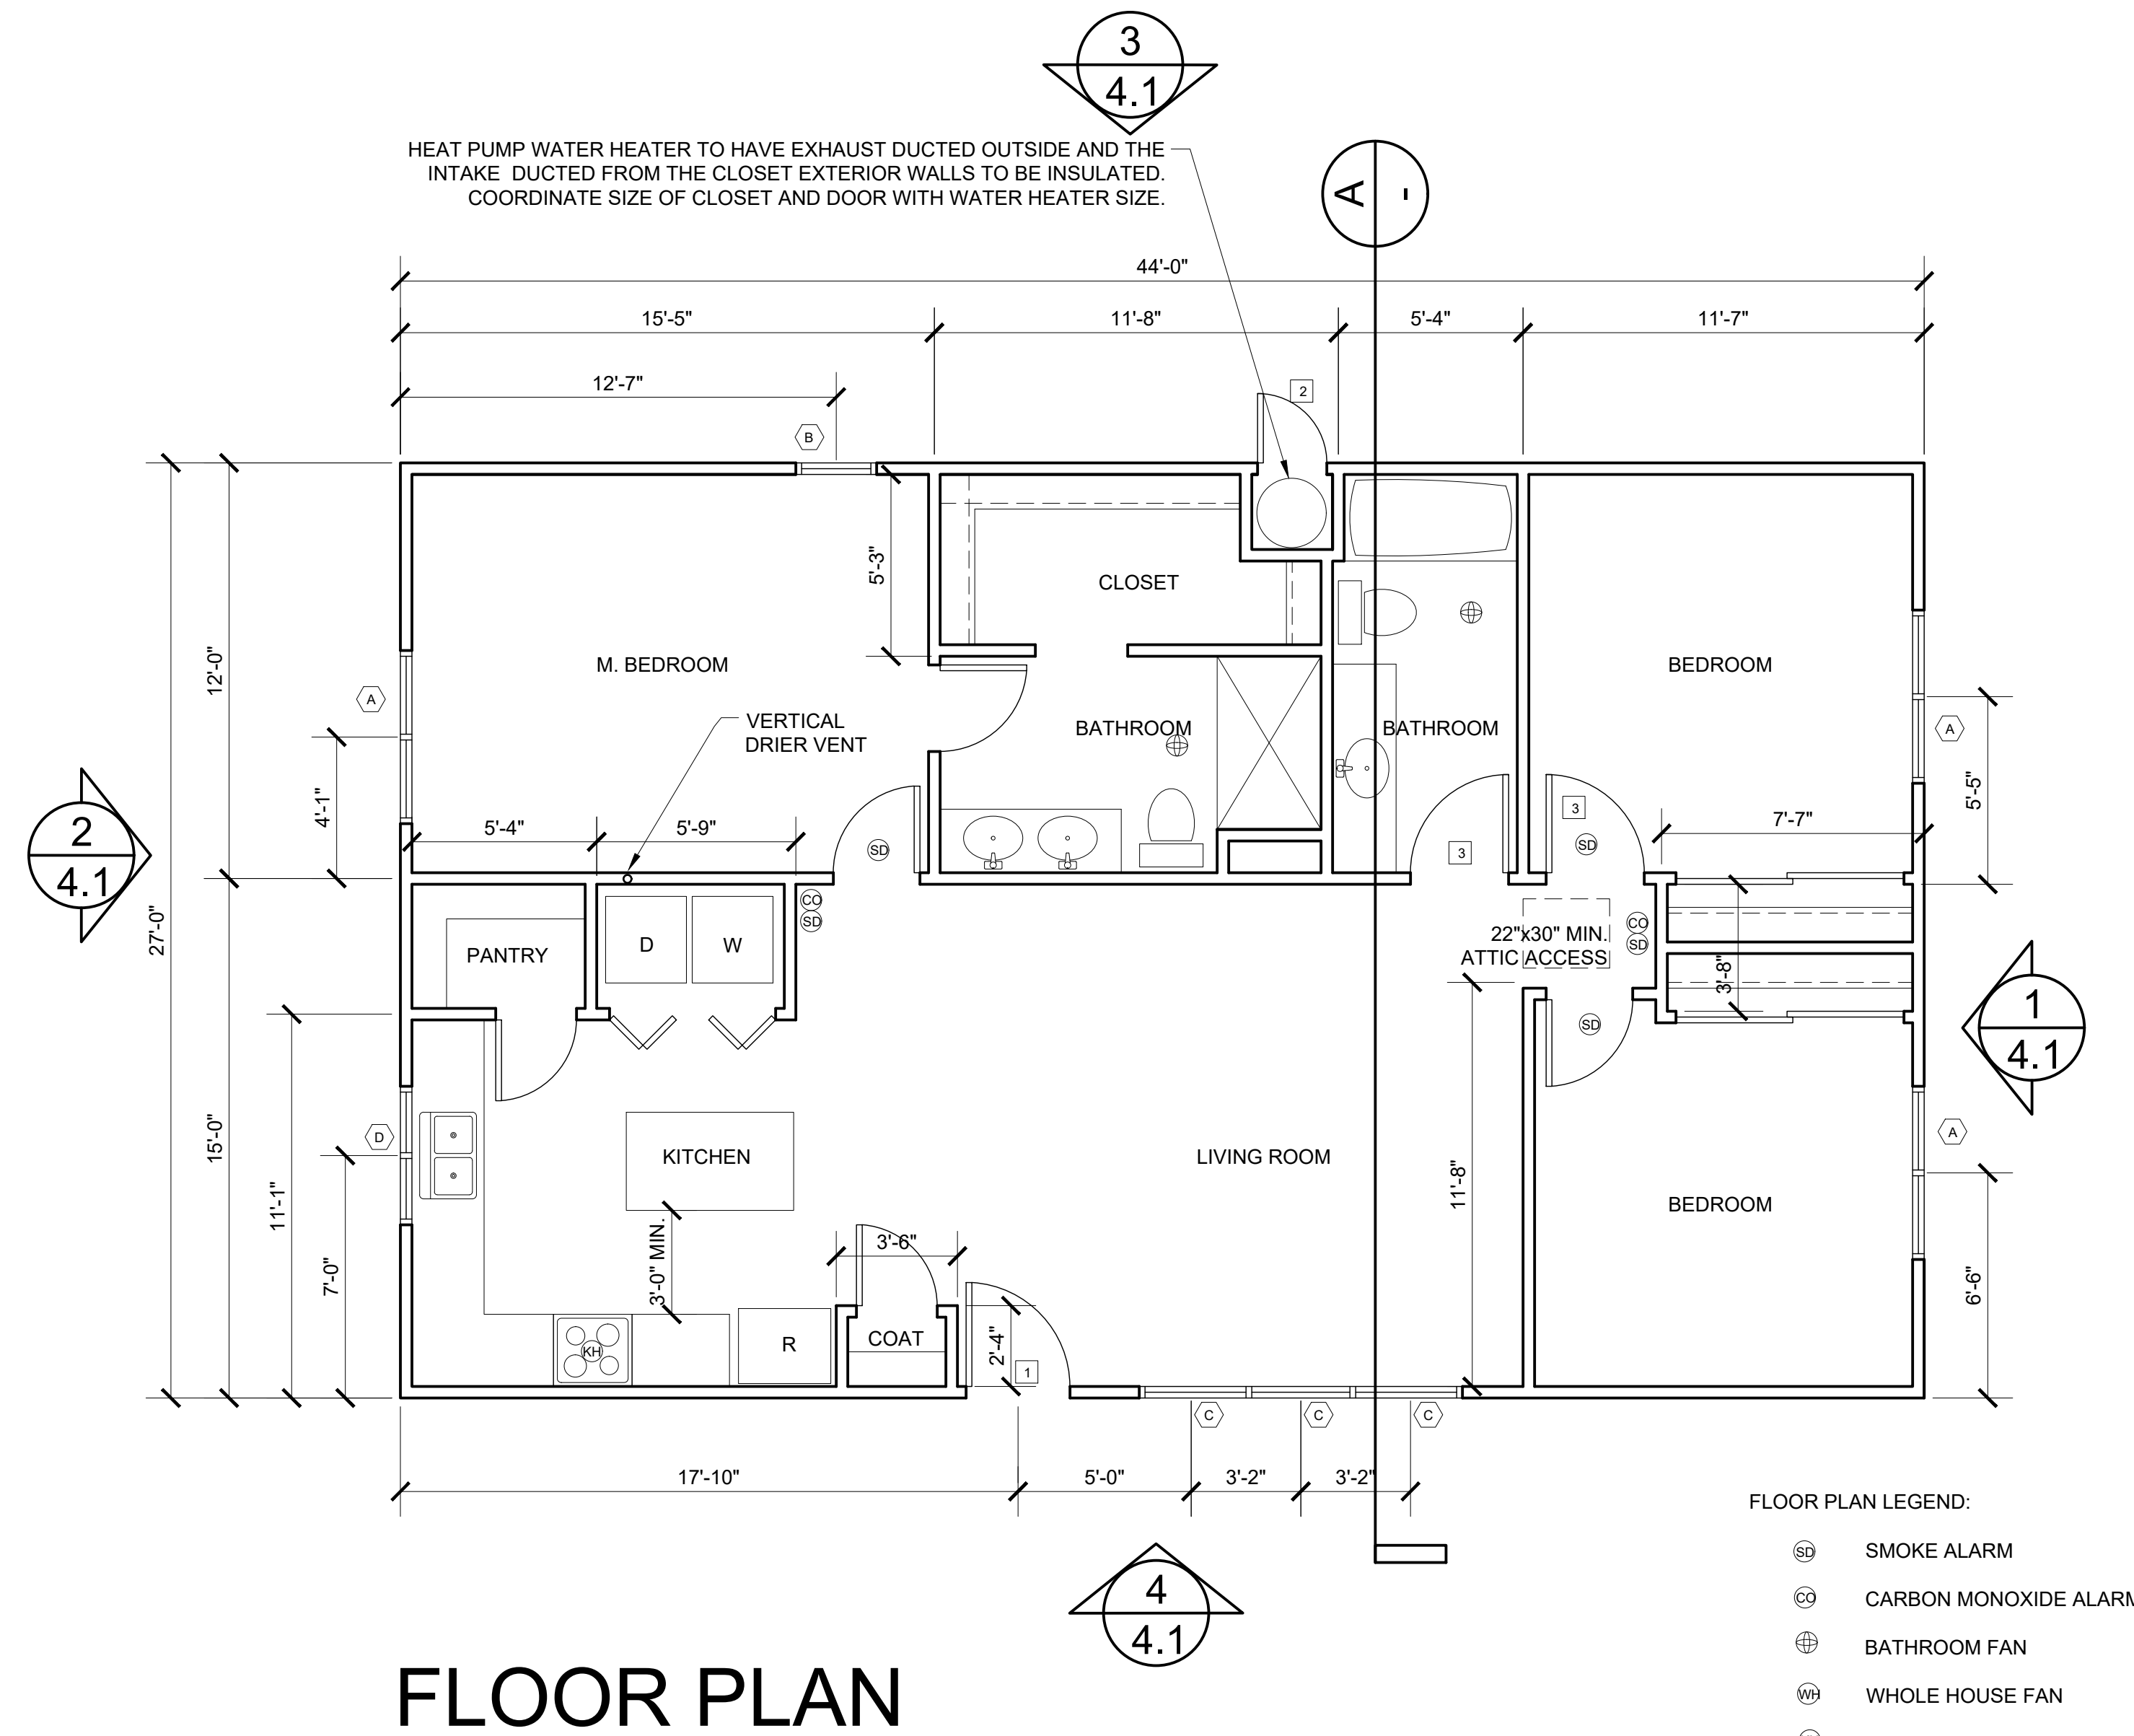 3
4.1
HEAT PUMP WATER HEATER TO HAVE EXHAUST DUCTED OUTSIDE AND THE
INTAKE DUCTED FROM THE CLOSET EXTERIOR WALLS TO BE INSULATED.
COORDINATE SIZE OF CLOSET AND DOOR WITH WATER HEATER SIZE.
A
-
44'-0"
15'-5"
11'-8"
5'-4"
11'-7"
12'-7"
2
B
5'-3"
CLOSET
12'-0"
M. BEDROOM
BEDROOM
A
VERTICAL
DRIER VENT
BATHROOM
BATHROOM
A
4'-1"
5'-5"
2
4.1
5'-4"
5'-9"
SD
3
3
SD
7'-7"
27'-0"
CO
SD
PANTRY
D
W
22"x30" MIN.
ATTIC ACCESS
CO
SD
3'-8"
SD
1
4.1
15'-0"
D
A
KITCHEN
LIVING ROOM
11'-8"
BEDROOM
11'-1"
7'-0"
3'-0" MIN.
3'-6"
6'-6"
KH
R
COAT
2'-4"
1
C
C
C
17'-10"
5'-0"
3'-2"
3'-2"
4
4.1
FLOOR PLAN
FLOOR PLAN LEGEND:
SD SMOKE ALARM
CO CARBON MONOXIDE ALARM
BATHROOM FAN
WH WHOLE HOUSE FAN